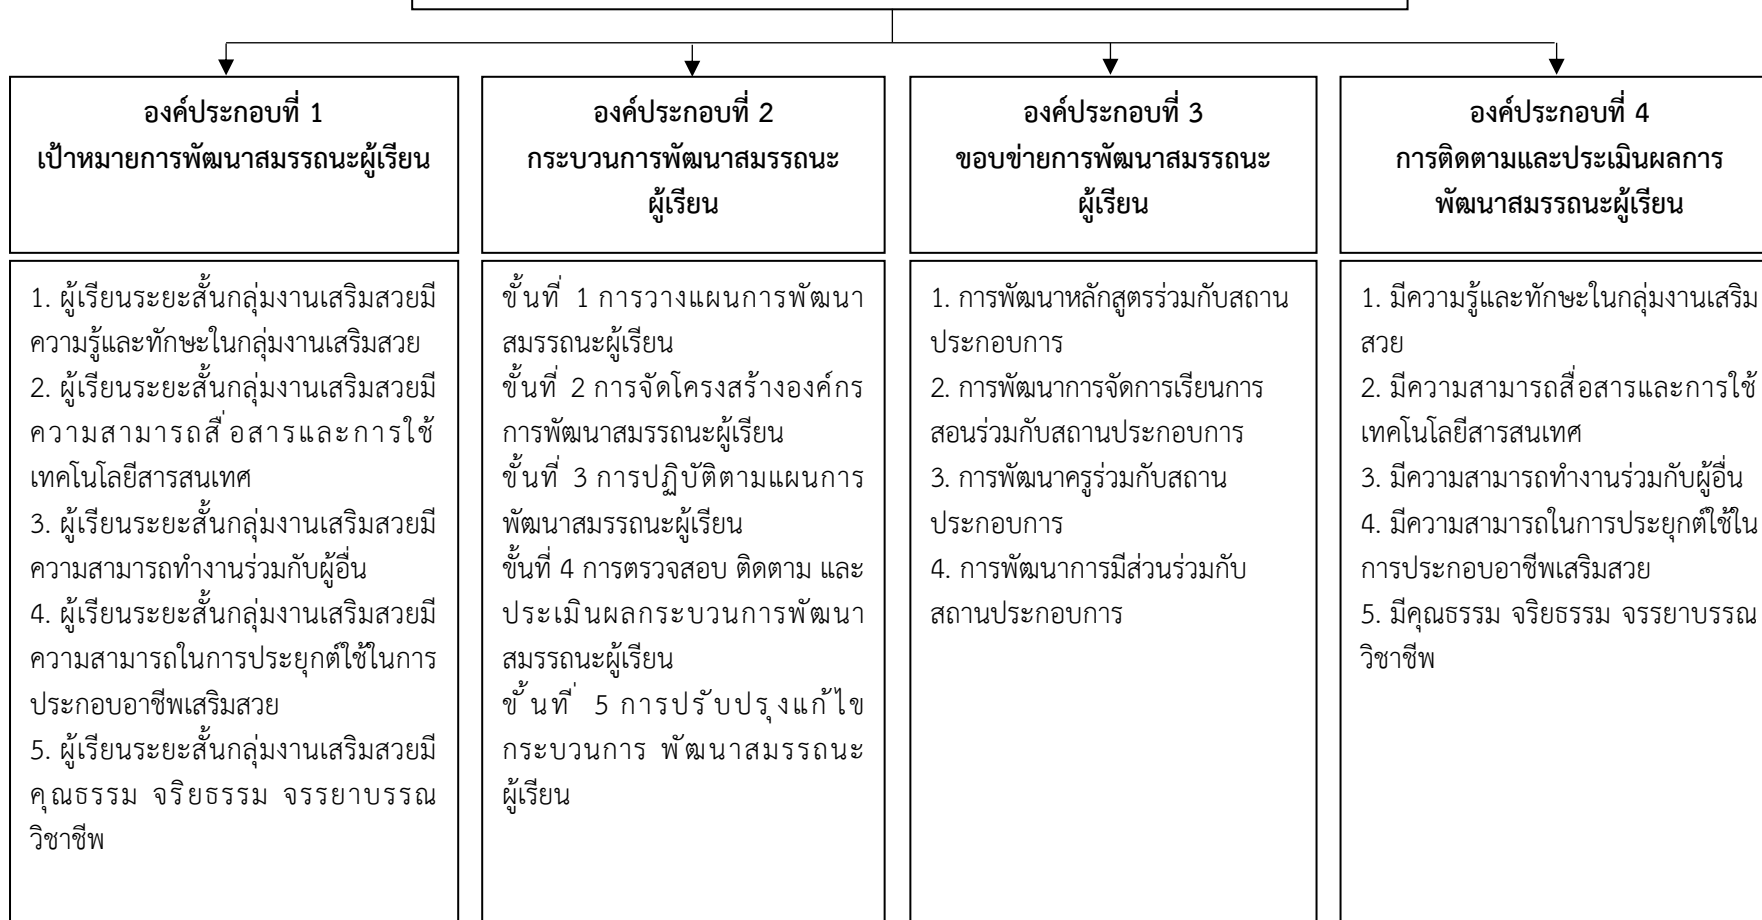 องค์ประกอบที่ 1
เป้าหมายการพัฒนาสมรรถนะผู้เรียน
1. ผู้เรียนระยะสั้นกลุ่มงานเสริมสวยมี
ความรู้และทักษะในกลุ่มงานเสริมสวย
2. ผู้เรียนระยะสั้นกลุ่มงานเสริมสวยมี
ความสามารถสื่อสารและการใช้
เทคโนโลยีสารสนเทศ
3. ผู้เรียนระยะสั้นกลุ่มงานเสริมสวยมี
ความสามารถทำงานร่วมกับผู้อื่น
4. ผู้เรียนระยะสั้นกลุ่มงานเสริมสวยมี
ความสามารถในการประยุกต์ใช้ในการ
ประกอบอาชีพเสริมสวย
5. ผู้เรียนระยะสั้นกลุ่มงานเสริมสวยมี
คุณธรรม จริยธรรม จรรยาบรรณ
วิชาชีพ
องค์ประกอบที่ 2
กระบวนการพัฒนาสมรรถนะ
ผู้เรียน
ขั้นที่ 1 การวางแผนการพัฒนา
สมรรถนะผู้เรียน
ขั้นที่ 2 การจัดโครงสร้างองค์กร
การพัฒนาสมรรถนะผู้เรียน
ขั้นที่ 3 การปฏิบัติตามแผนการ
พัฒนาสมรรถนะผู้เรียน
ขั้นที่ 4 การตรวจสอบ ติดตาม และ
ประเมินผลกระบวนการพัฒนา
สมรรถนะผู้เรียน
ขั้นที่ 5 การปรับปรุงแก้ไข
กระบวนการ พัฒนาสมรรถนะ
ผู้เรียน
องค์ประกอบที่ 3
ขอบข่ายการพัฒนาสมรรถนะ
ผู้เรียน
1. การพัฒนาหลักสูตรร่วมกับสถาน
ประกอบการ
2. การพัฒนาการจัดการเรียนการ
สอนร่วมกับสถานประกอบการ
3. การพัฒนาครูร่วมกับสถาน
ประกอบการ
4. การพัฒนาการมีส่วนร่วมกับ
สถานประกอบการ
องค์ประกอบที่ 4
การติดตามและประเมินผลการ
พัฒนาสมรรถนะผู้เรียน
1. มีความรู้และทักษะในกลุ่มงานเสริม
สวย
2. มีความสามารถสื่อสารและการใช้
เทคโนโลยีสารสนเทศ
3. มีความสามารถทำงานร่วมกับผู้อื่น
4. มีความสามารถในการประยุกต์ใช้ใน
การประกอบอาชีพเสริมสวย
5. มีคุณธรรม จริยธรรม จรรยาบรรณ
วิชาชีพ